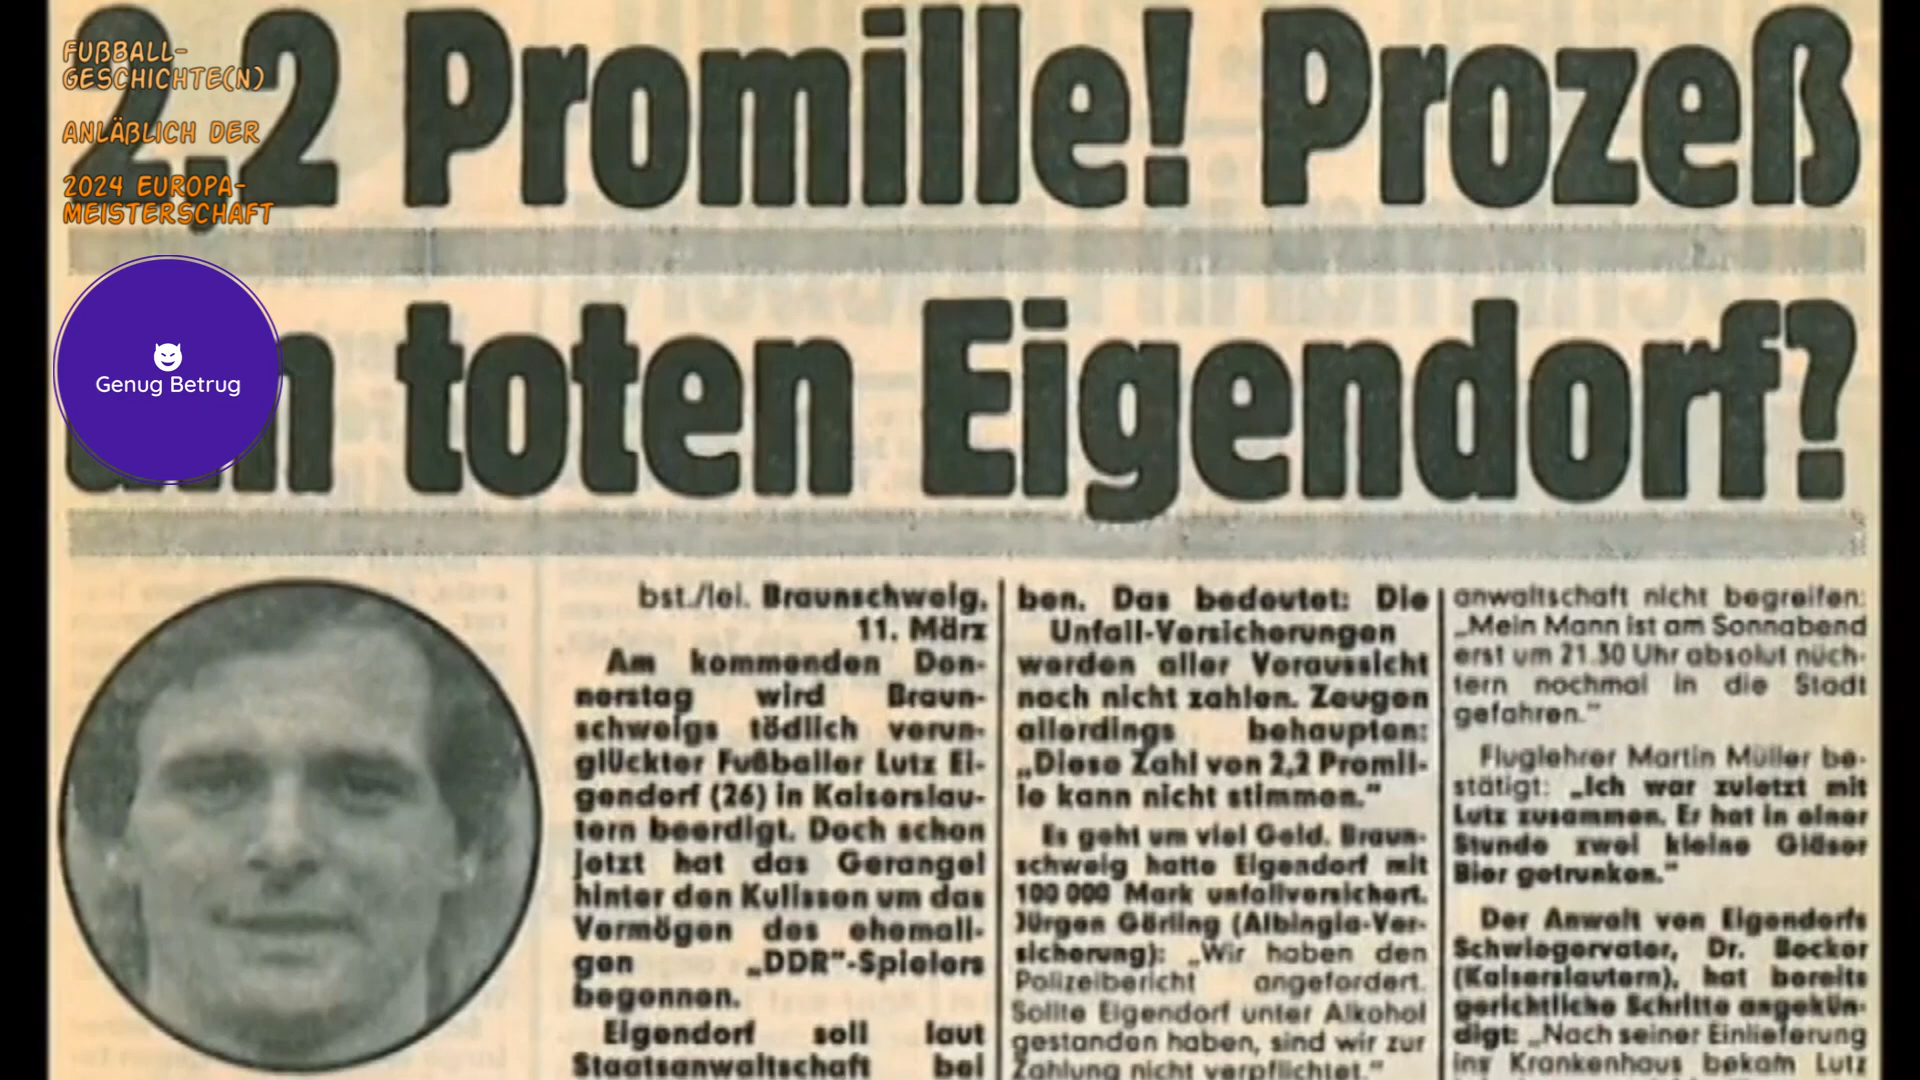 FUßBALL-
GESCHICHTE(N)
ANLÄßLICH DER
2024 EUROPA-
MEISTERSCHAFT
Genug Betrug
2,2 Promille! Prozeß
um toten Eigendorf?
bst./lei. Braunschweig,
11. März
Am kommenden Don-
nerstag wird Braun-
schweigs tödlich verun-
glückter Fußballer Lutz Ei-
gendorf (26) in Kaiserslau-
tern beerdigt. Doch schon
jetzt hat das Gerangel
hinter den Kulissen um das
Vermögen des ehemali-
gen „DDR"-Spielers
begonnen.
Eigendorf soll laut
Staatsanwaltschaft bei
ben. Das bedeutet: Die
Unfall-Versicherungen
werden aller Voraussicht
nach nicht zahlen. Zeugen
allerdings behaupten:
„Diese Zahl von 2,2 Promil-
le kann nicht stimmen."
Es geht um viel Geld. Braun-
schweig hatte Eigendorf mit
100 000 Mark unfallversichert.
Jürgen Görling (Albingia-Ver-
sicherung): „Wir haben den
Polizeibericht angefordert.
Sollte Eigendorf unter Alkohol
gestanden haben, sind wir zur
Zahlung nicht verpflichtet."
anwaltschaft nicht begreifen:
„Mein Mann ist am Sonnabend
erst um 21.30 Uhr absolut nüch-
tern nochmal in die Stadt
gefahren."
Fluglehrer Martin Müller be-
stätigt: „Ich war zuletzt mit
Lutz zusammen. Er hat in einer
Stunde zwei kleine Gläser
Bier getrunken."
Der Anwalt von Eigendorfs
Schwiegervater, Dr. Becker
(Kaiserslautern), hat bereits
gerichtliche Schritte angekün-
digt: „Nach seiner Einlieferung
ins Krankenhaus bekam Lutz